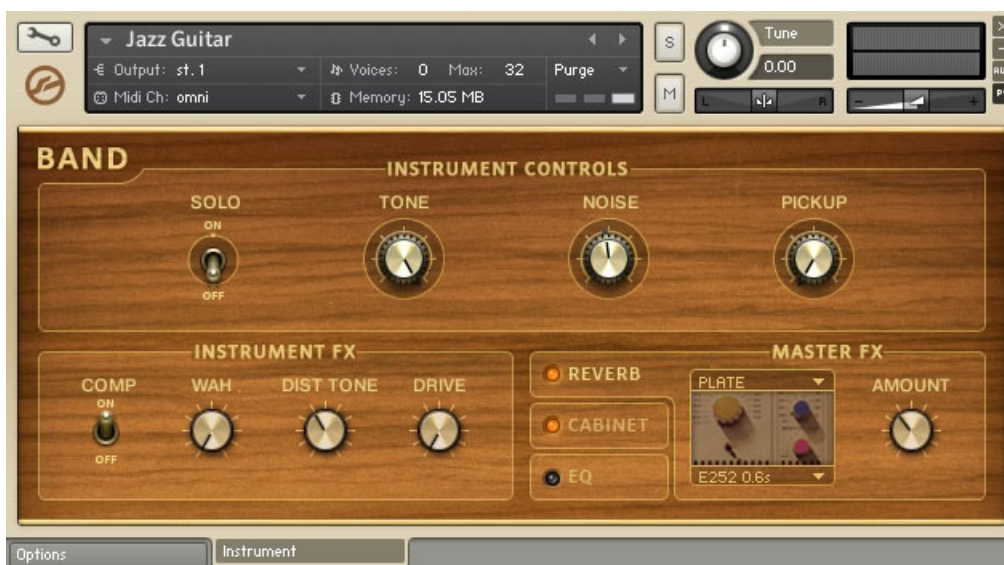 Jazz Guitar
S
Tune
Output: st. 1
Voices: 0 Max: 32
Purge
0.00
Midi Ch: omni
Memory: 15.05 MB
M
L
R
-
+
BAND
INSTRUMENT CONTROLS
SOLO
TONE
NOISE
PICKUP
ON
OFF
INSTRUMENT FX
MASTER FX
COMP
WAH
DIST TONE
DRIVE
REVERB
PLATE
AMOUNT
ON
CABINET
OFF
EQ
E252 0.6s
Options
Instrument